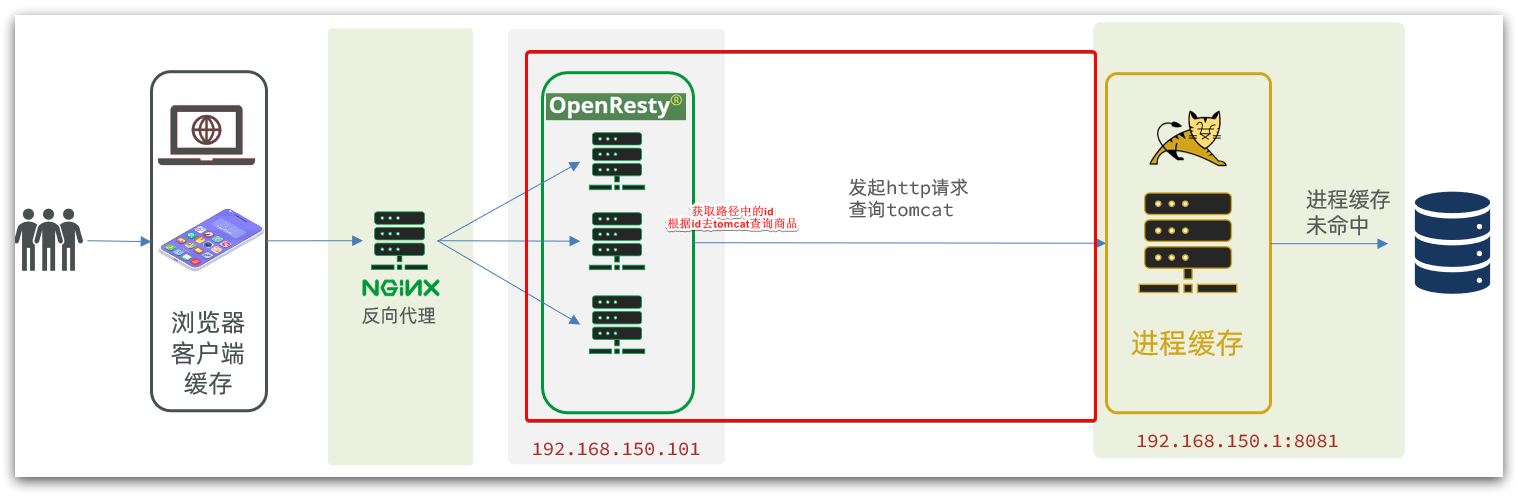 浏览器
客户端
缓存
NGiNX
反向代理
OpenResty®
获取路径中的id
根据id去tomcat查询商品
192.168.150.101
发起http请求
查询tomcat
进程缓存
192.168.150.1:8081
进程缓存
未命中